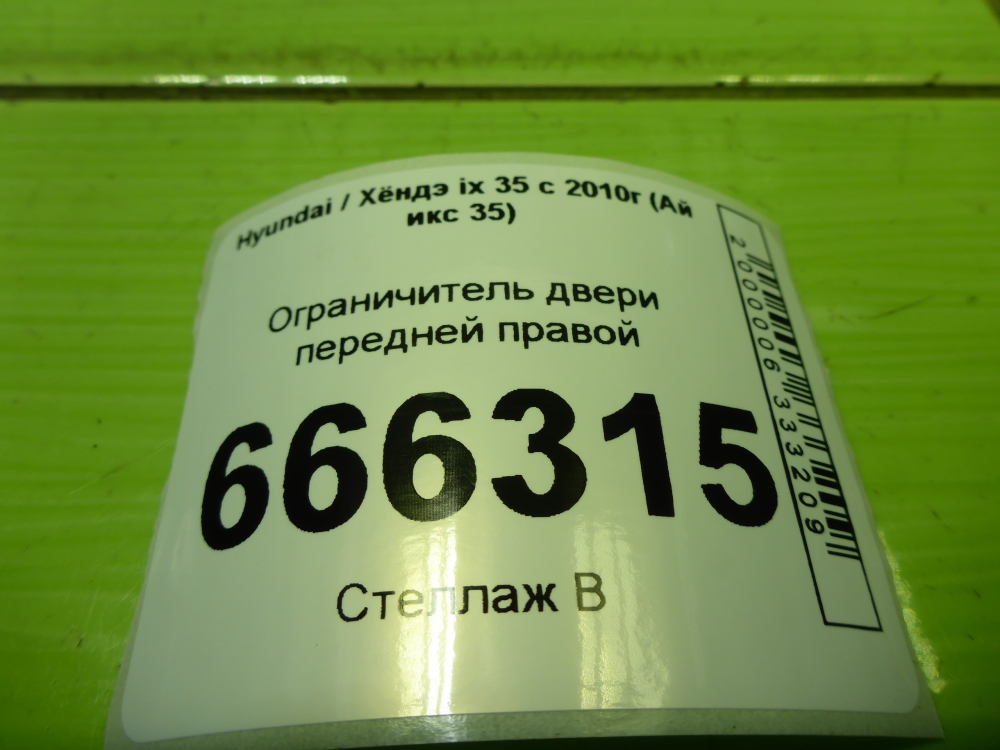 Hyundai / Хёндэ ix 35 с 2010г (Ай
икс 35)
Ограничитель двери
передней правой
666315
Стеллаж В
2000006333209